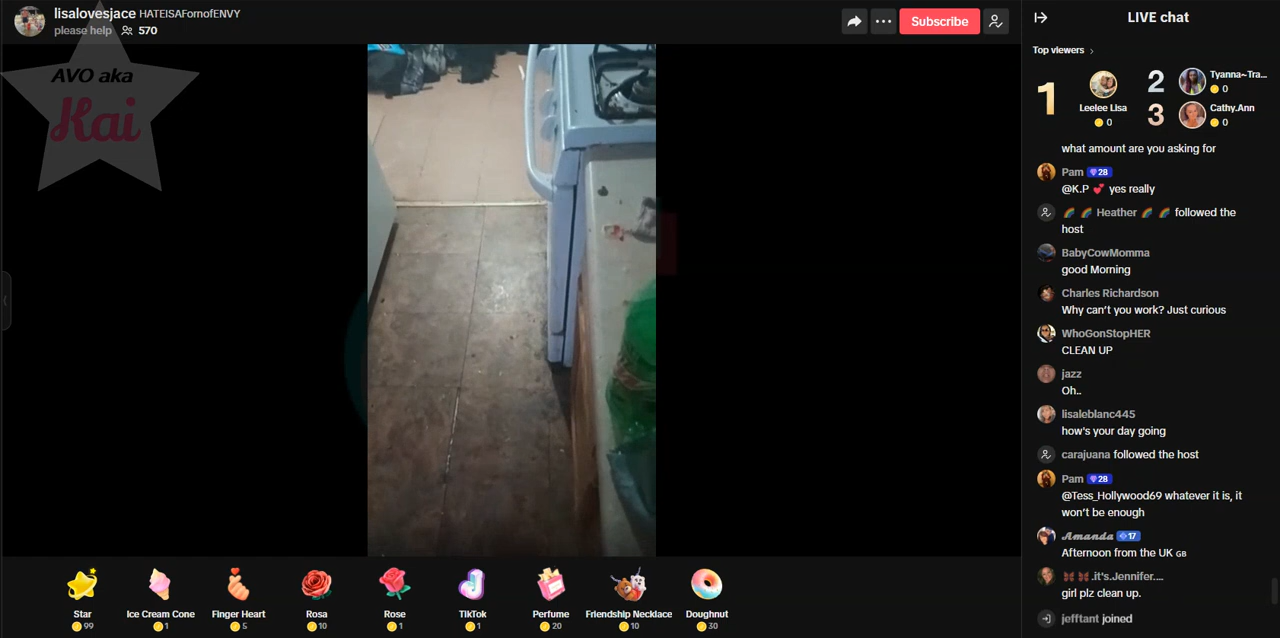 lisalovesjace HATEISAFornofENVY
please help 570
Subscribe
AVO aka
Kai
LIVE chat
Top viewers
1
Leelee Lisa
0
2
Tyanna~Tra...
0
3
Cathy.Ann
0
what amount are you asking for
Pam 28
@K.P 💕 yes really
🌈 🌈 Heather 🌈 🌈 followed the
host
BabyCowMomma
good Morning
Charles Richardson
Why can't you work? Just curious
WhoGonStopHER
CLEAN UP
jazz
Oh..
lisaleblanc445
how's your day going
carajuana followed the host
Pam 28
@Tess_Hollywood69 whatever it is, it
won't be enough
𝓐𝓶𝓪𝓷𝓭𝓪 17
Afternoon from the UK GB
🦋 🦋 .it's.Jennifer....
girl plz clean up.
jefftant joined
Star
99
Ice Cream Cone
1
Finger Heart
5
Rosa
10
Rose
1
TikTok
1
Perfume
20
Friendship Necklace
10
Doughnut
30